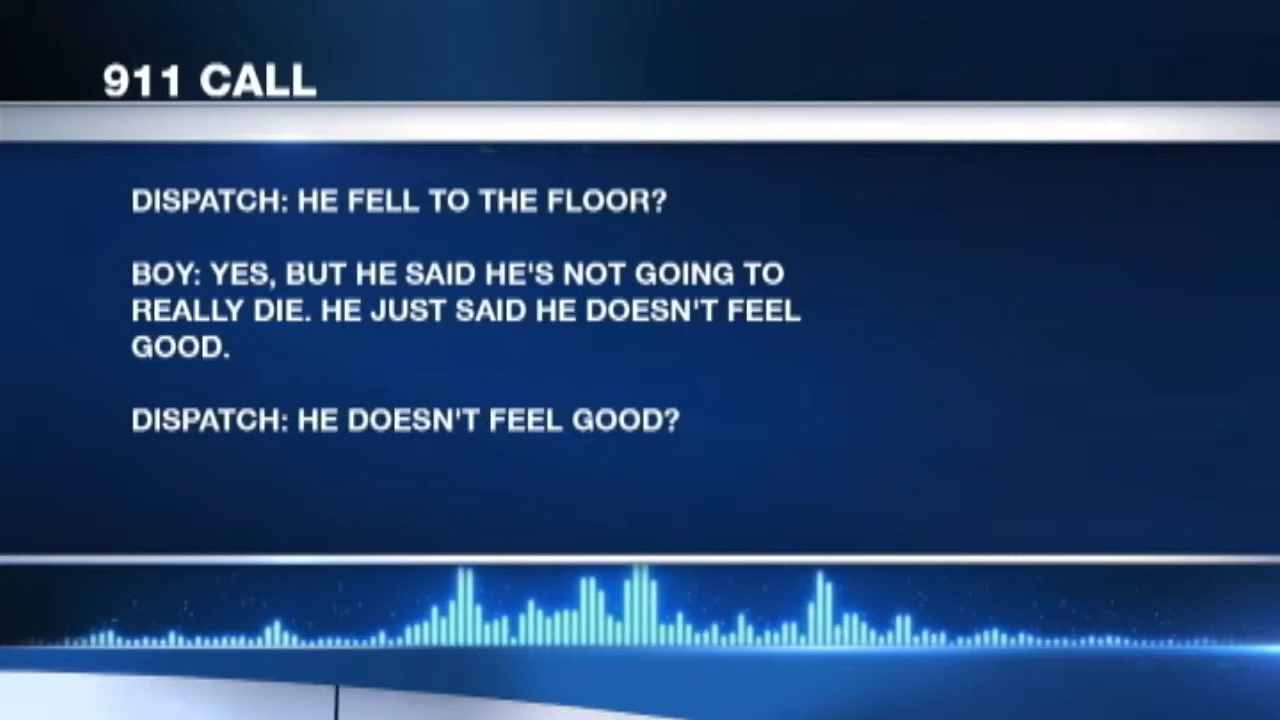 911 CALL
DISPATCH: HE FELL TO THE FLOOR?
BOY: YES, BUT HE SAID HE'S NOT GOING TO
REALLY DIE. HE JUST SAID HE DOESN'T FEEL
GOOD.
DISPATCH: HE DOESN'T FEEL GOOD?